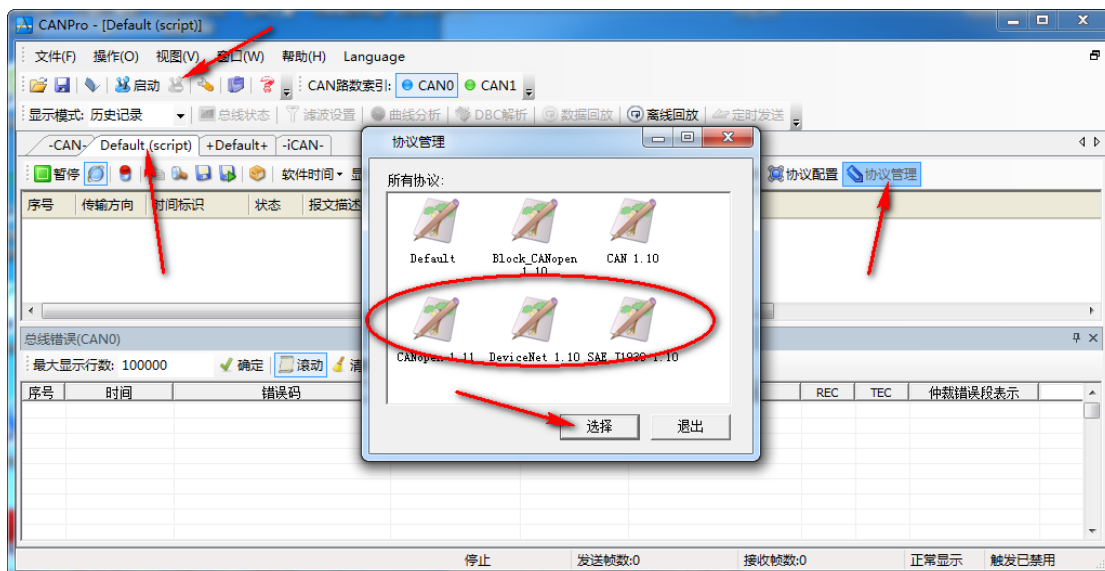 CANPro - [Default (script)]
文件(F) 操作(O) 视图(V) 窗口(W) 帮助(H) Language
启动 CAN路数索引: CAN0 CAN1
显示模式: 历史记录 总线状态 滤波设置 曲线分析 DBC解析 数据回放 离线回放 定时发送
-CAN- Default (script) +Default+ -iCAN-
暂停 软件时间 显 协议配置 协议管理
序号 传输方向 时间标识 状态 报文描述
协议管理
所有协议:
Default Block_CANopen 1.10 CAN 1.10
CANopen 1.11 DeviceNet 1.10 SAE J1939 1.10
选择 退出
总线错误(CAN0)
最大显示行数: 100000 确定 滚动 清
序号 时间 错误码 REC TEC 仲裁错误段表示
停止 发送帧数:0 接收帧数:0 正常显示 触发已禁用